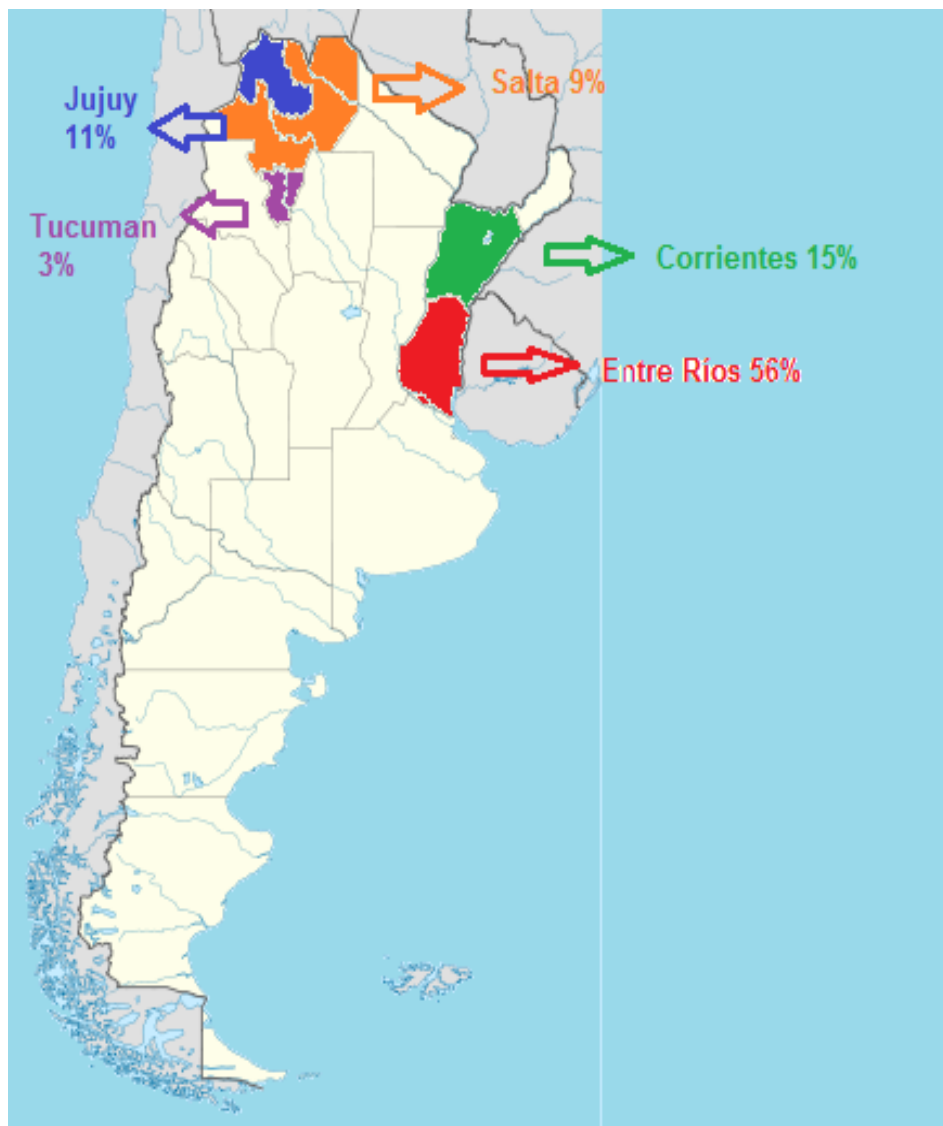 Salta 9%
Jujuy
11%
Tucuman
3%
Corrientes 15%
Entre Ríos 56%